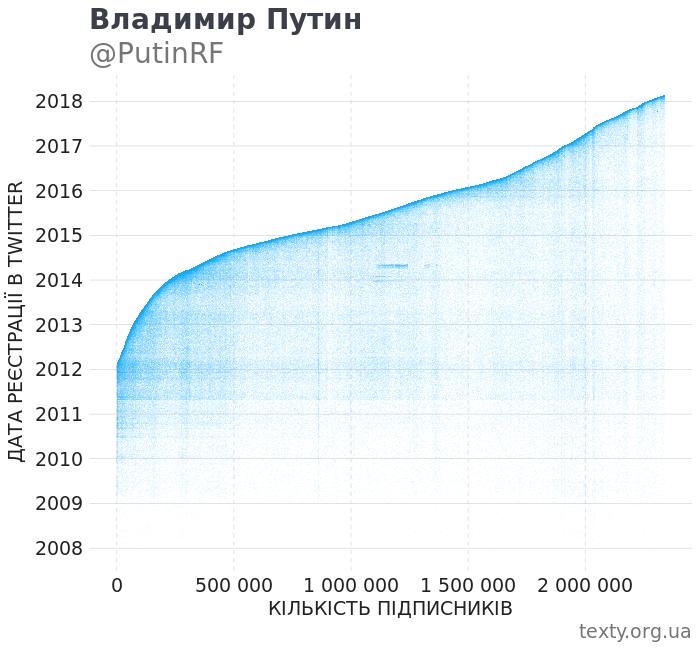 Владимир Путин
@PutinRF
2018
2017
2016
2015
2014
2013
2012
2011
2010
2009
2008
ДАТА РЕЄСТРАЦІЇ В TWITTER
0
500 000
1 000 000
1 500 000
2 000 000
КІЛЬКІСТЬ ПІДПИСНИКІВ
texty.org.ua